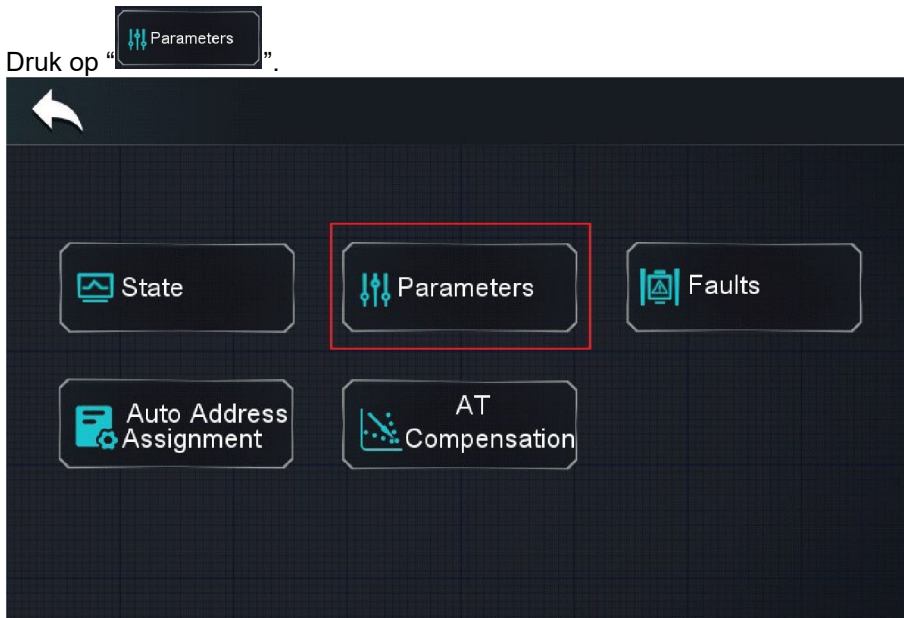 Druk op “Parameters”.
State
Parameters
Faults
Auto Address
Assignment
AT
Compensation